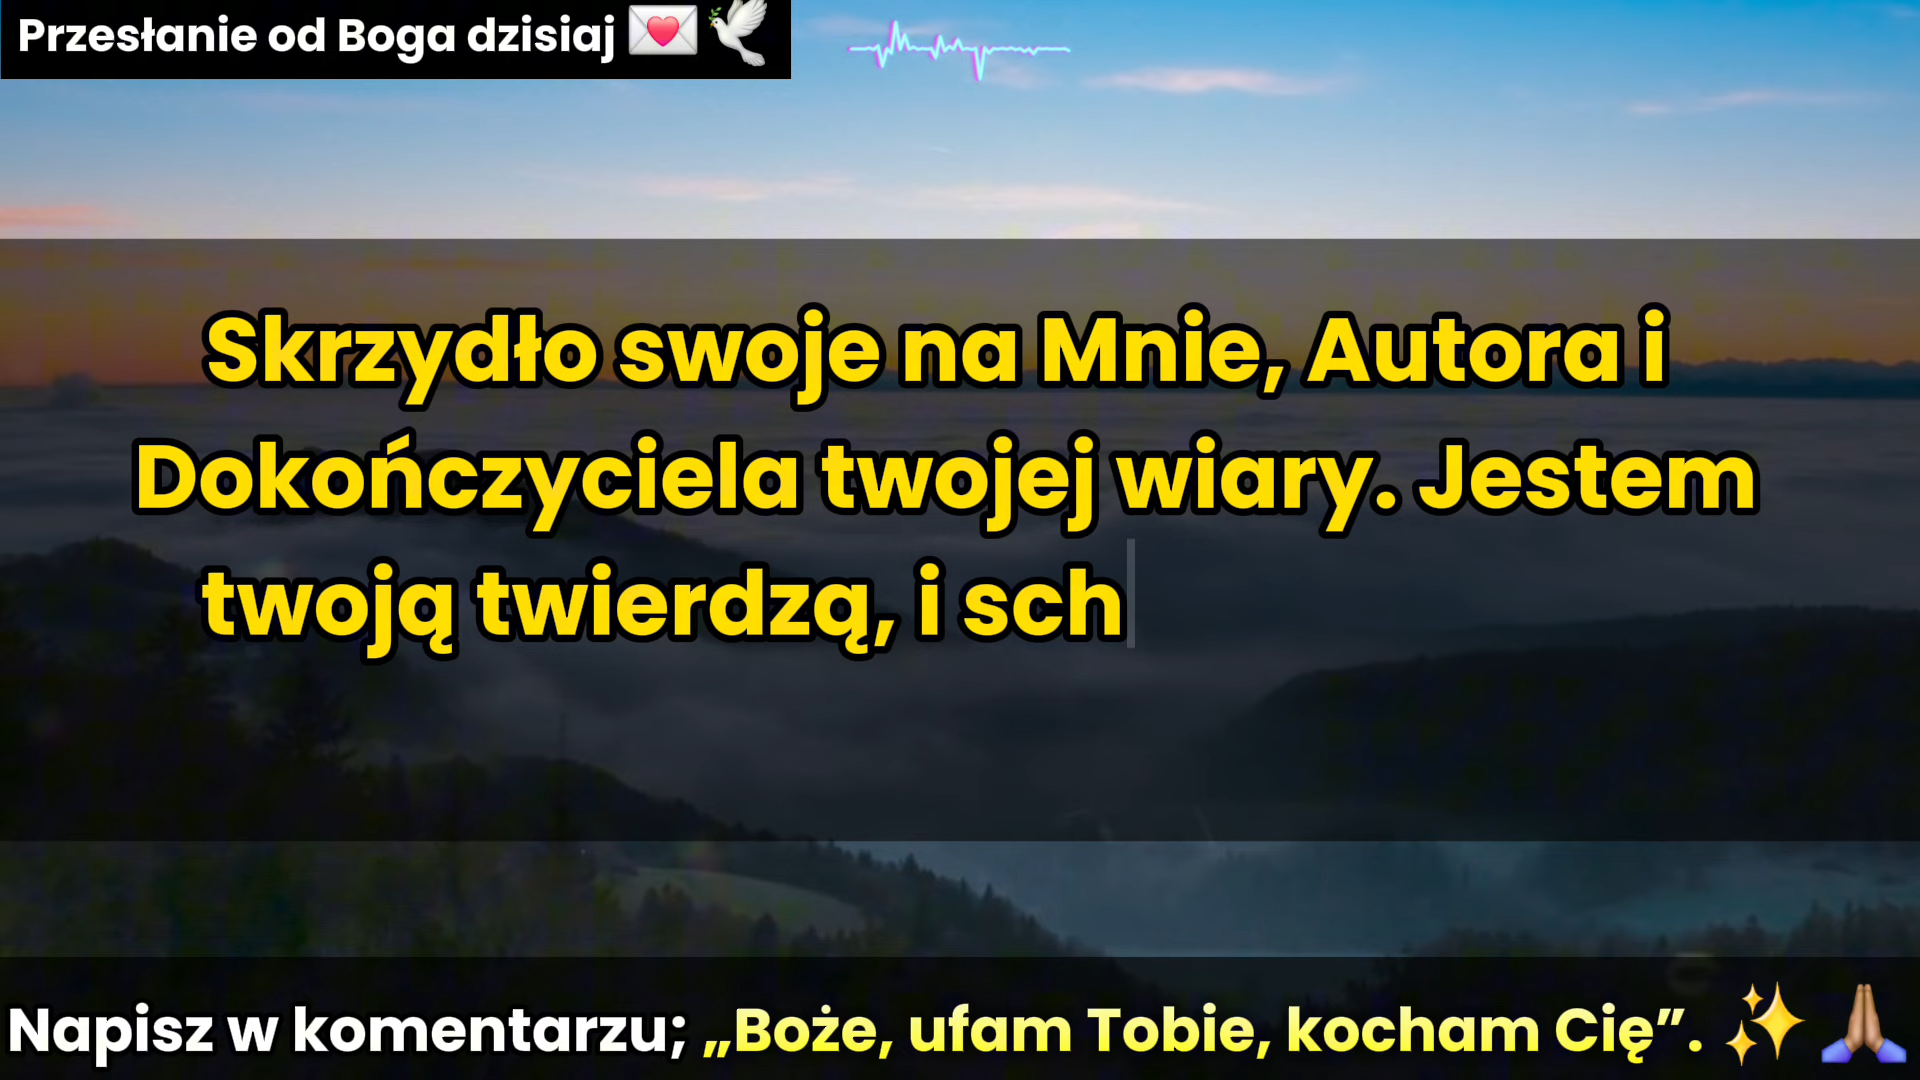 Przesłanie od Boga dzisiaj 💌 🕊️
Skrzydło swoje na Mnie, Autora i
Dokończyciela twojej wiary. Jestem
twoją twierdzą, i sch
Napisz w komentarzu; „Boże, ufam Tobie, kocham Cię”. ✨ 🙏🏽